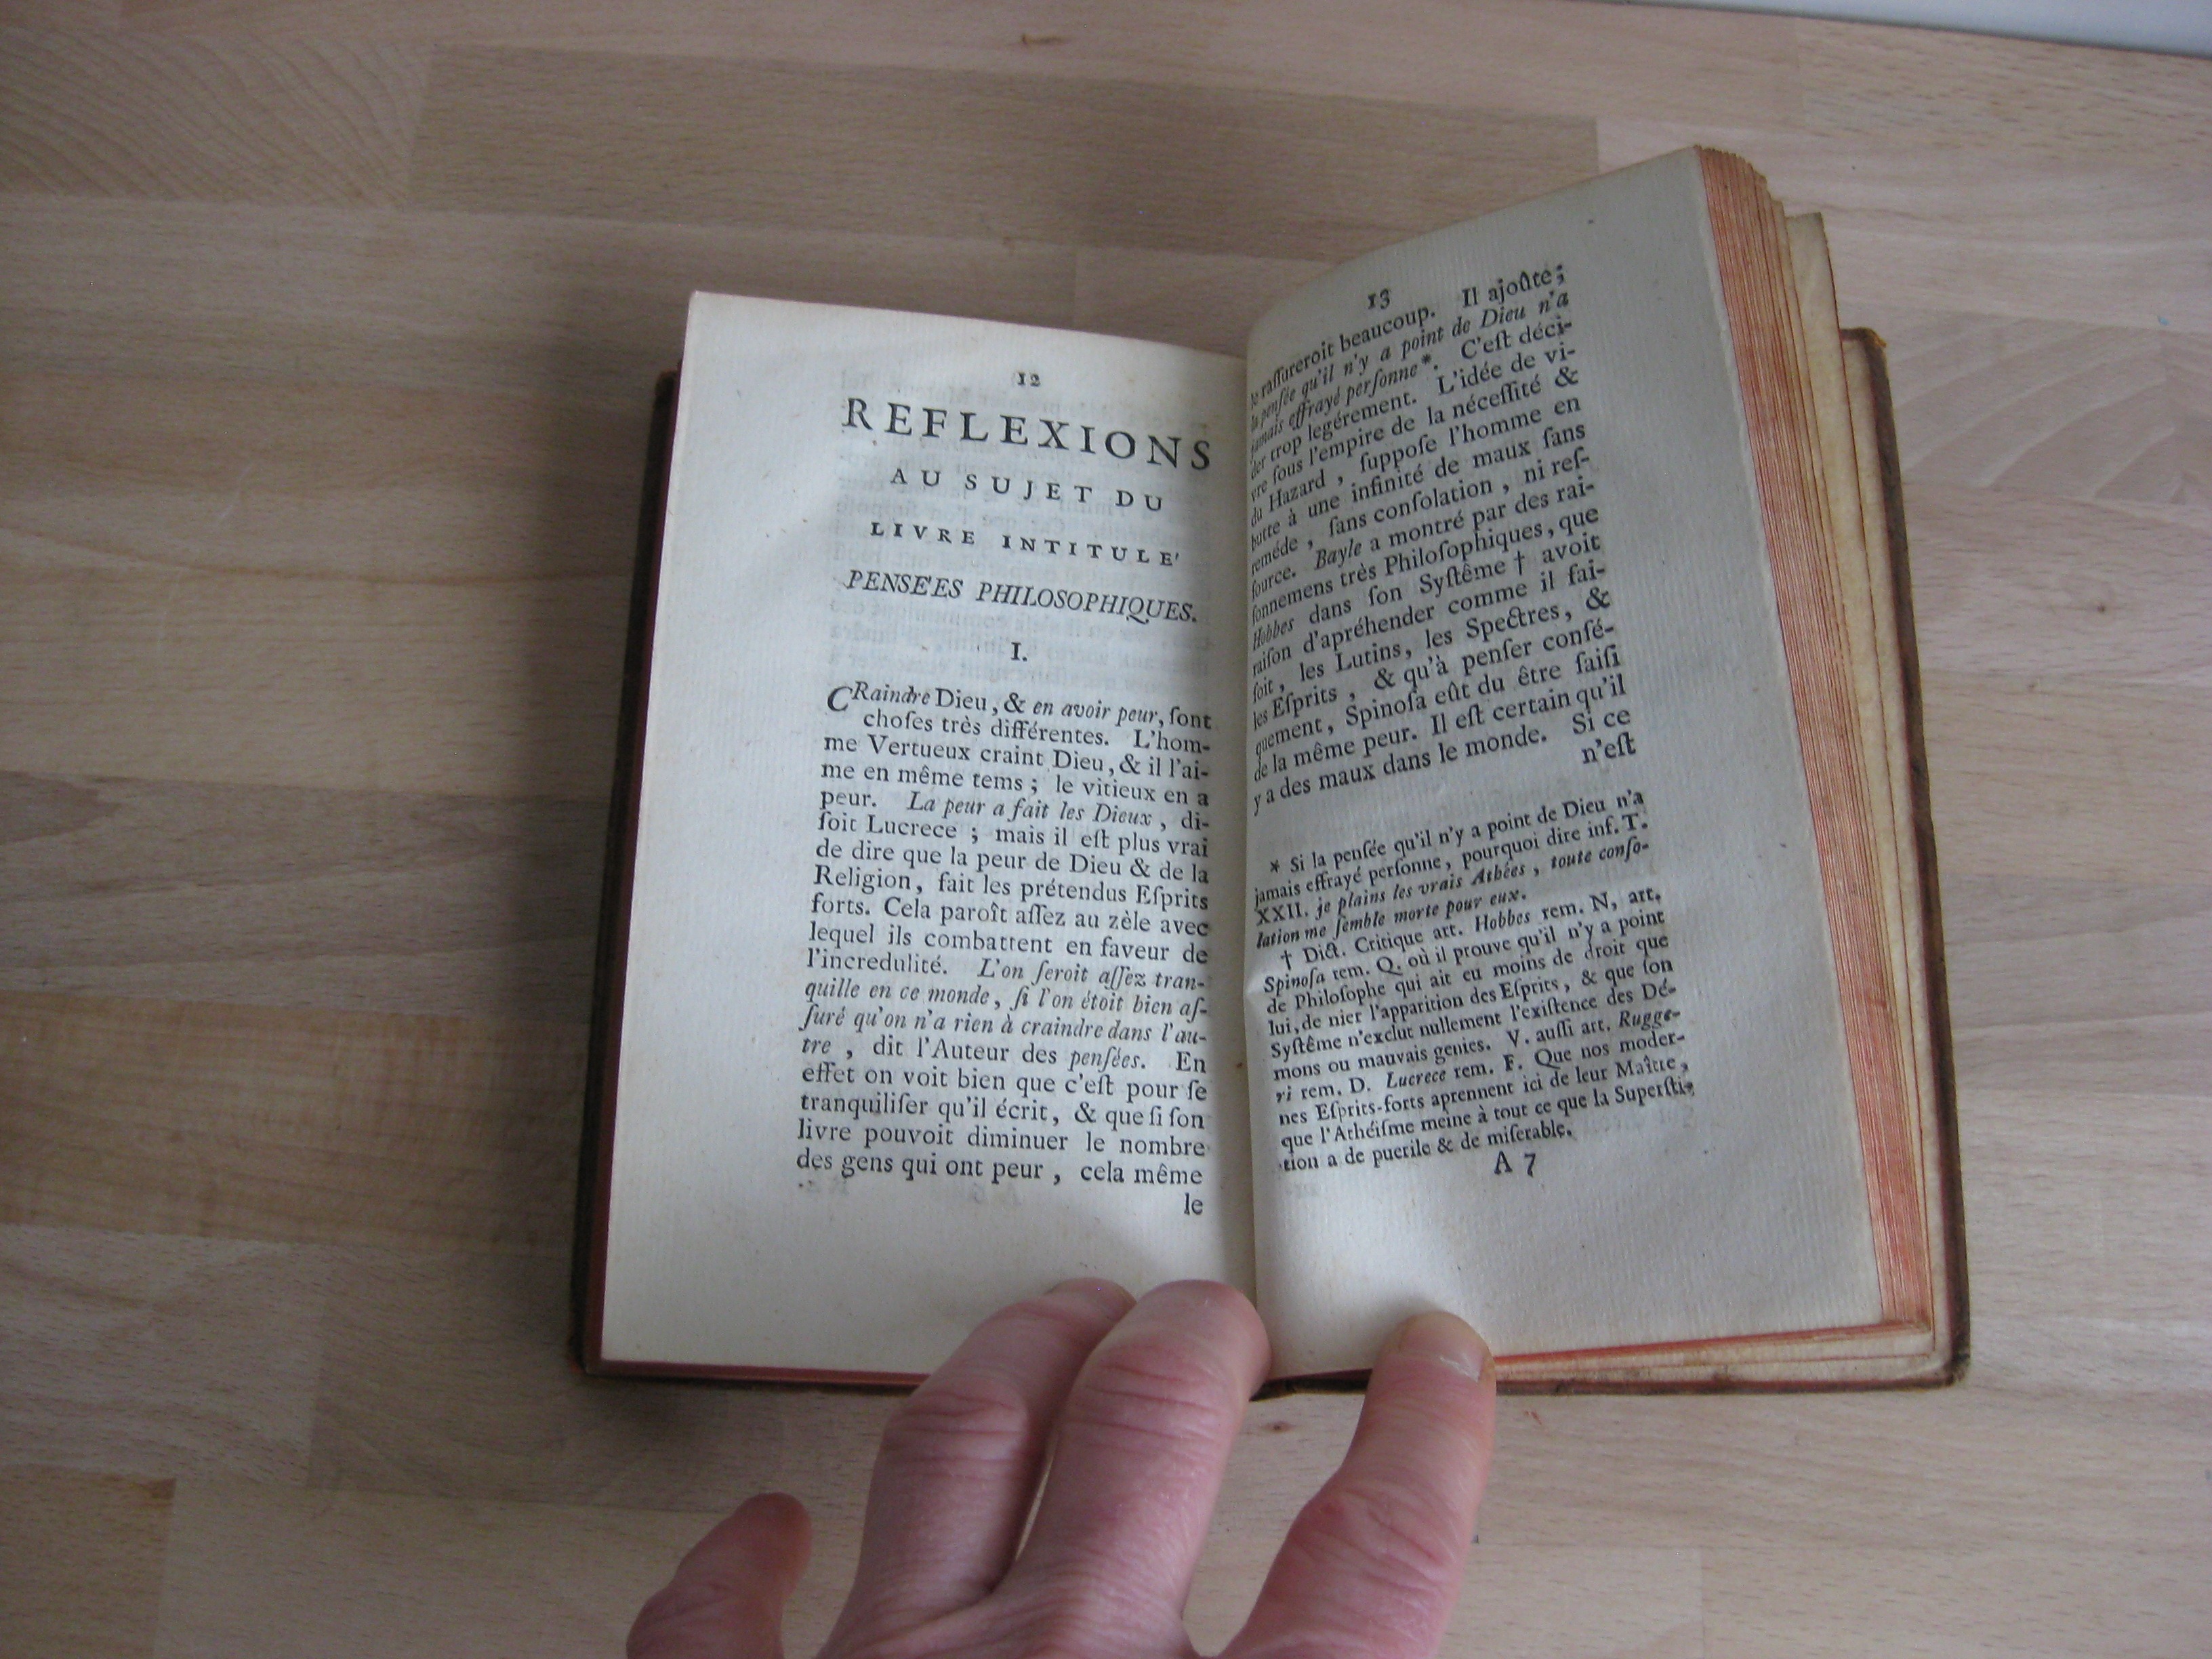 12
REFLEXIONS
AU SUJET DU
LIVRE INTITULE'
PENSE'ES PHILOSOPHIQUES.
I.
CRaindre Dieu, & en avoir peur, ſont
choſes très différentes. L'hom-
me Vertueux craint Dieu, & il l'ai-
me en même tems; le vitieux en a
peur. La peur a fait les Dieux, di-
ſoit Lucrece; mais il eſt plus vrai
de dire que la peur de Dieu & de la
Religion, fait les prétendus Eſprits
forts. Cela paroît aſſez au zèle avec
lequel ils combattent en faveur de
l'incredulité. L'on ſeroit aſſez tran-
quille en ce monde, ſi l'on étoit bien aſ-
ſuré qu'on n'a rien à craindre dans l'au-
tre, dit l'Auteur des penſées. En
effet on voit bien que c'eſt pour ſe
tranquiliſer qu'il écrit, & que ſi ſon
livre pouvoit diminuer le nombre
des gens qui ont peur, cela même
le
13
le raſſureroit beaucoup. Il ajoûte;
la penſée qu'il n'y a point de Dieu n'a
jamais effrayé perſonne*. C'eſt déci-
der trop legérement. L'idée de vi-
vre ſous l'empire de la néceſſité &
du Hazard, ſuppoſe l'homme en
butte à une infinité de maux ſans
reméde, ſans conſolation, ni reſ-
ſource. Bayle a montré par des rai-
ſonnemens très Philoſophiques, que
Hobbes dans ſon Syſtême † avoit
raiſon d'apréhender comme il fai-
ſoit, les Lutins, les Spectres, &
les Eſprits, & qu'à penſer conſé-
quement, Spinoſa eût du être ſaiſi
de la même peur. Il eſt certain qu'il
y a des maux dans le monde. Si ce
n'eſt
* Si la penſée qu'il n'y a point de Dieu n'a
jamais effrayé perſonne, pourquoi dire inf. T.
XXII. je plains les vrais Athées, toute conſo-
lation me ſemble morte pour eux.
† Dict. Critique art. Hobbes rem. N, art.
Spinoſa rem. Q. où il prouve qu'il n'y a point
de Philoſophe qui ait eu moins de droit que
lui, de nier l'apparition des Eſprits, & que ſon
Syſtême n'exclut nullement l'exiſtence des Dé-
mons ou mauvais genies. V. auſſi art. Rugge-
ri rem. D. Lucrece rem. F. Que nos moder-
nes Eſprits-forts aprennent ici de leur Maître,
que l'Athéiſme meine à tout ce que la Superſti-
tion a de puerile & de miſerable.
A 7